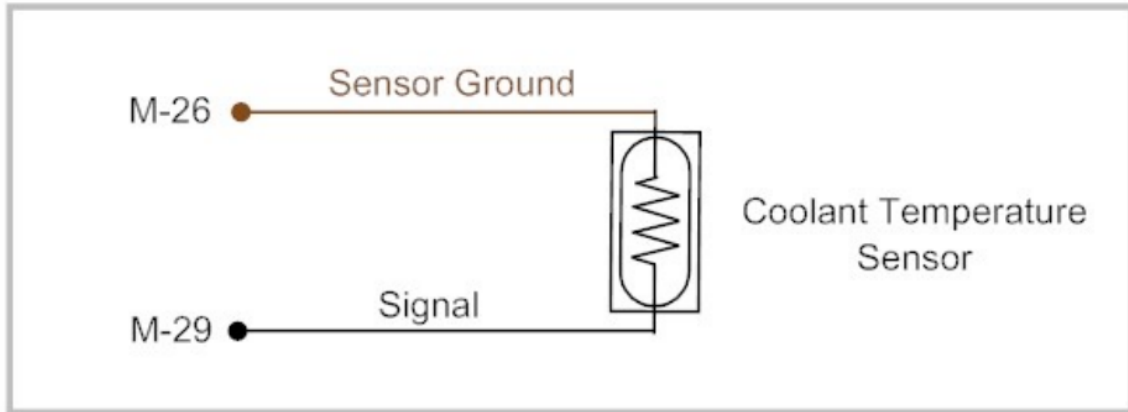 Sensor Ground
M-26
Coolant Temperature
Sensor
Signal
M-29